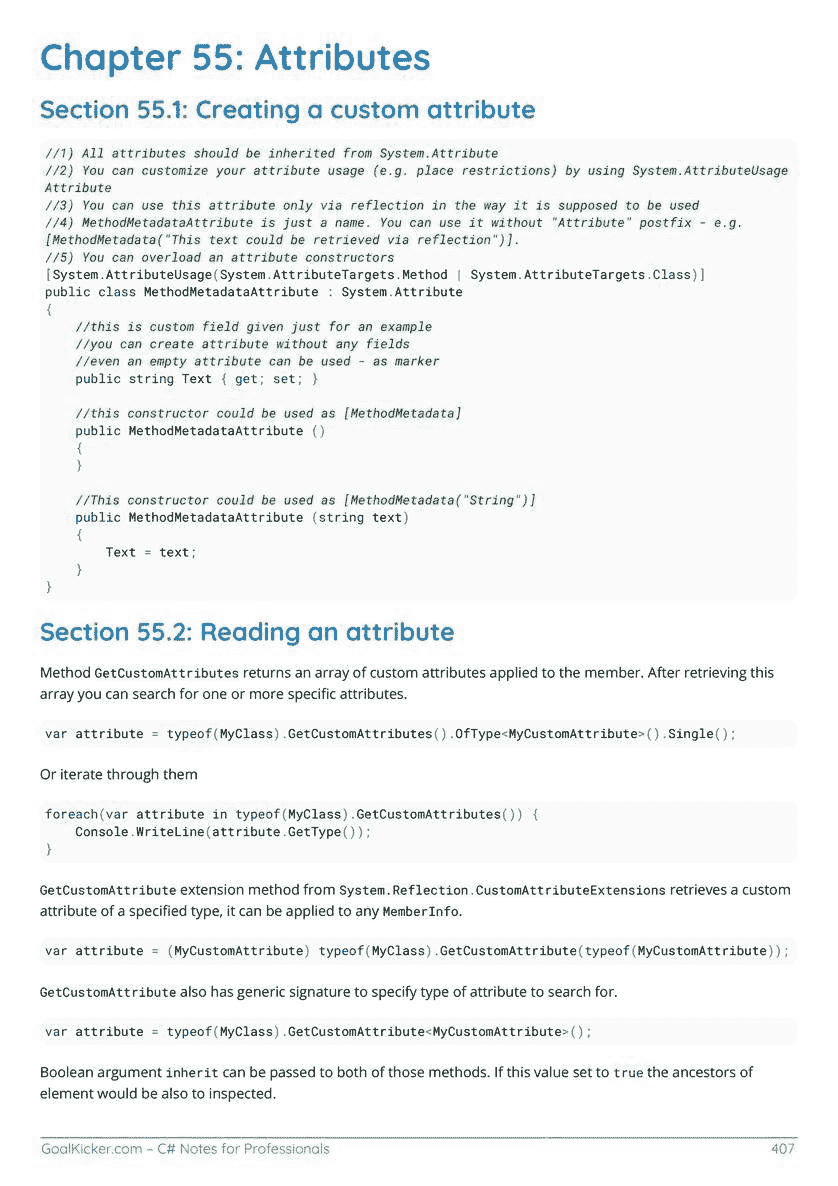 Chapter 55: Attributes
Section 55.1: Creating a custom attribute
//1) All attributes should be inherited from System.Attribute
//2) You can customize your attribute usage (e.g. place restrictions) by using System.AttributeUsage
Attribute
//3) You can use this attribute only via reflection in the way it is supposed to be used
//4) MethodMetadataAttribute is just a name. You can use it without "Attribute" postfix - e.g.
[MethodMetadata("This text could be retrieved via reflection")].
//5) You can overload an attribute constructors
[System.AttributeUsage(System.AttributeTargets.Method | System.AttributeTargets.Class)]
public class MethodMetadataAttribute : System.Attribute
{
    //this is custom field given just for an example
    //you can create attribute without any fields
    //even an empty attribute can be used - as marker
    public string Text { get; set; }

    //this constructor could be used as [MethodMetadata]
    public MethodMetadataAttribute ()
    {
    }

    //This constructor could be used as [MethodMetadata("String")]
    public MethodMetadataAttribute (string text)
    {
        Text = text;
    }
}
Section 55.2: Reading an attribute
Method GetCustomAttributes returns an array of custom attributes applied to the member. After retrieving this
array you can search for one or more specific attributes.
var attribute = typeof(MyClass).GetCustomAttributes().OfType<MyCustomAttribute>().Single();
Or iterate through them
foreach(var attribute in typeof(MyClass).GetCustomAttributes()) {
    Console.WriteLine(attribute.GetType());
}
GetCustomAttribute extension method from System.Reflection.CustomAttributeExtensions retrieves a custom
attribute of a specified type, it can be applied to any MemberInfo.
var attribute = (MyCustomAttribute) typeof(MyClass).GetCustomAttribute(typeof(MyCustomAttribute));
GetCustomAttribute also has generic signature to specify type of attribute to search for.
var attribute = typeof(MyClass).GetCustomAttribute<MyCustomAttribute>();
Boolean argument inherit can be passed to both of those methods. If this value set to true the ancestors of
element would be also to inspected.
GoalKicker.com – C# Notes for Professionals 407